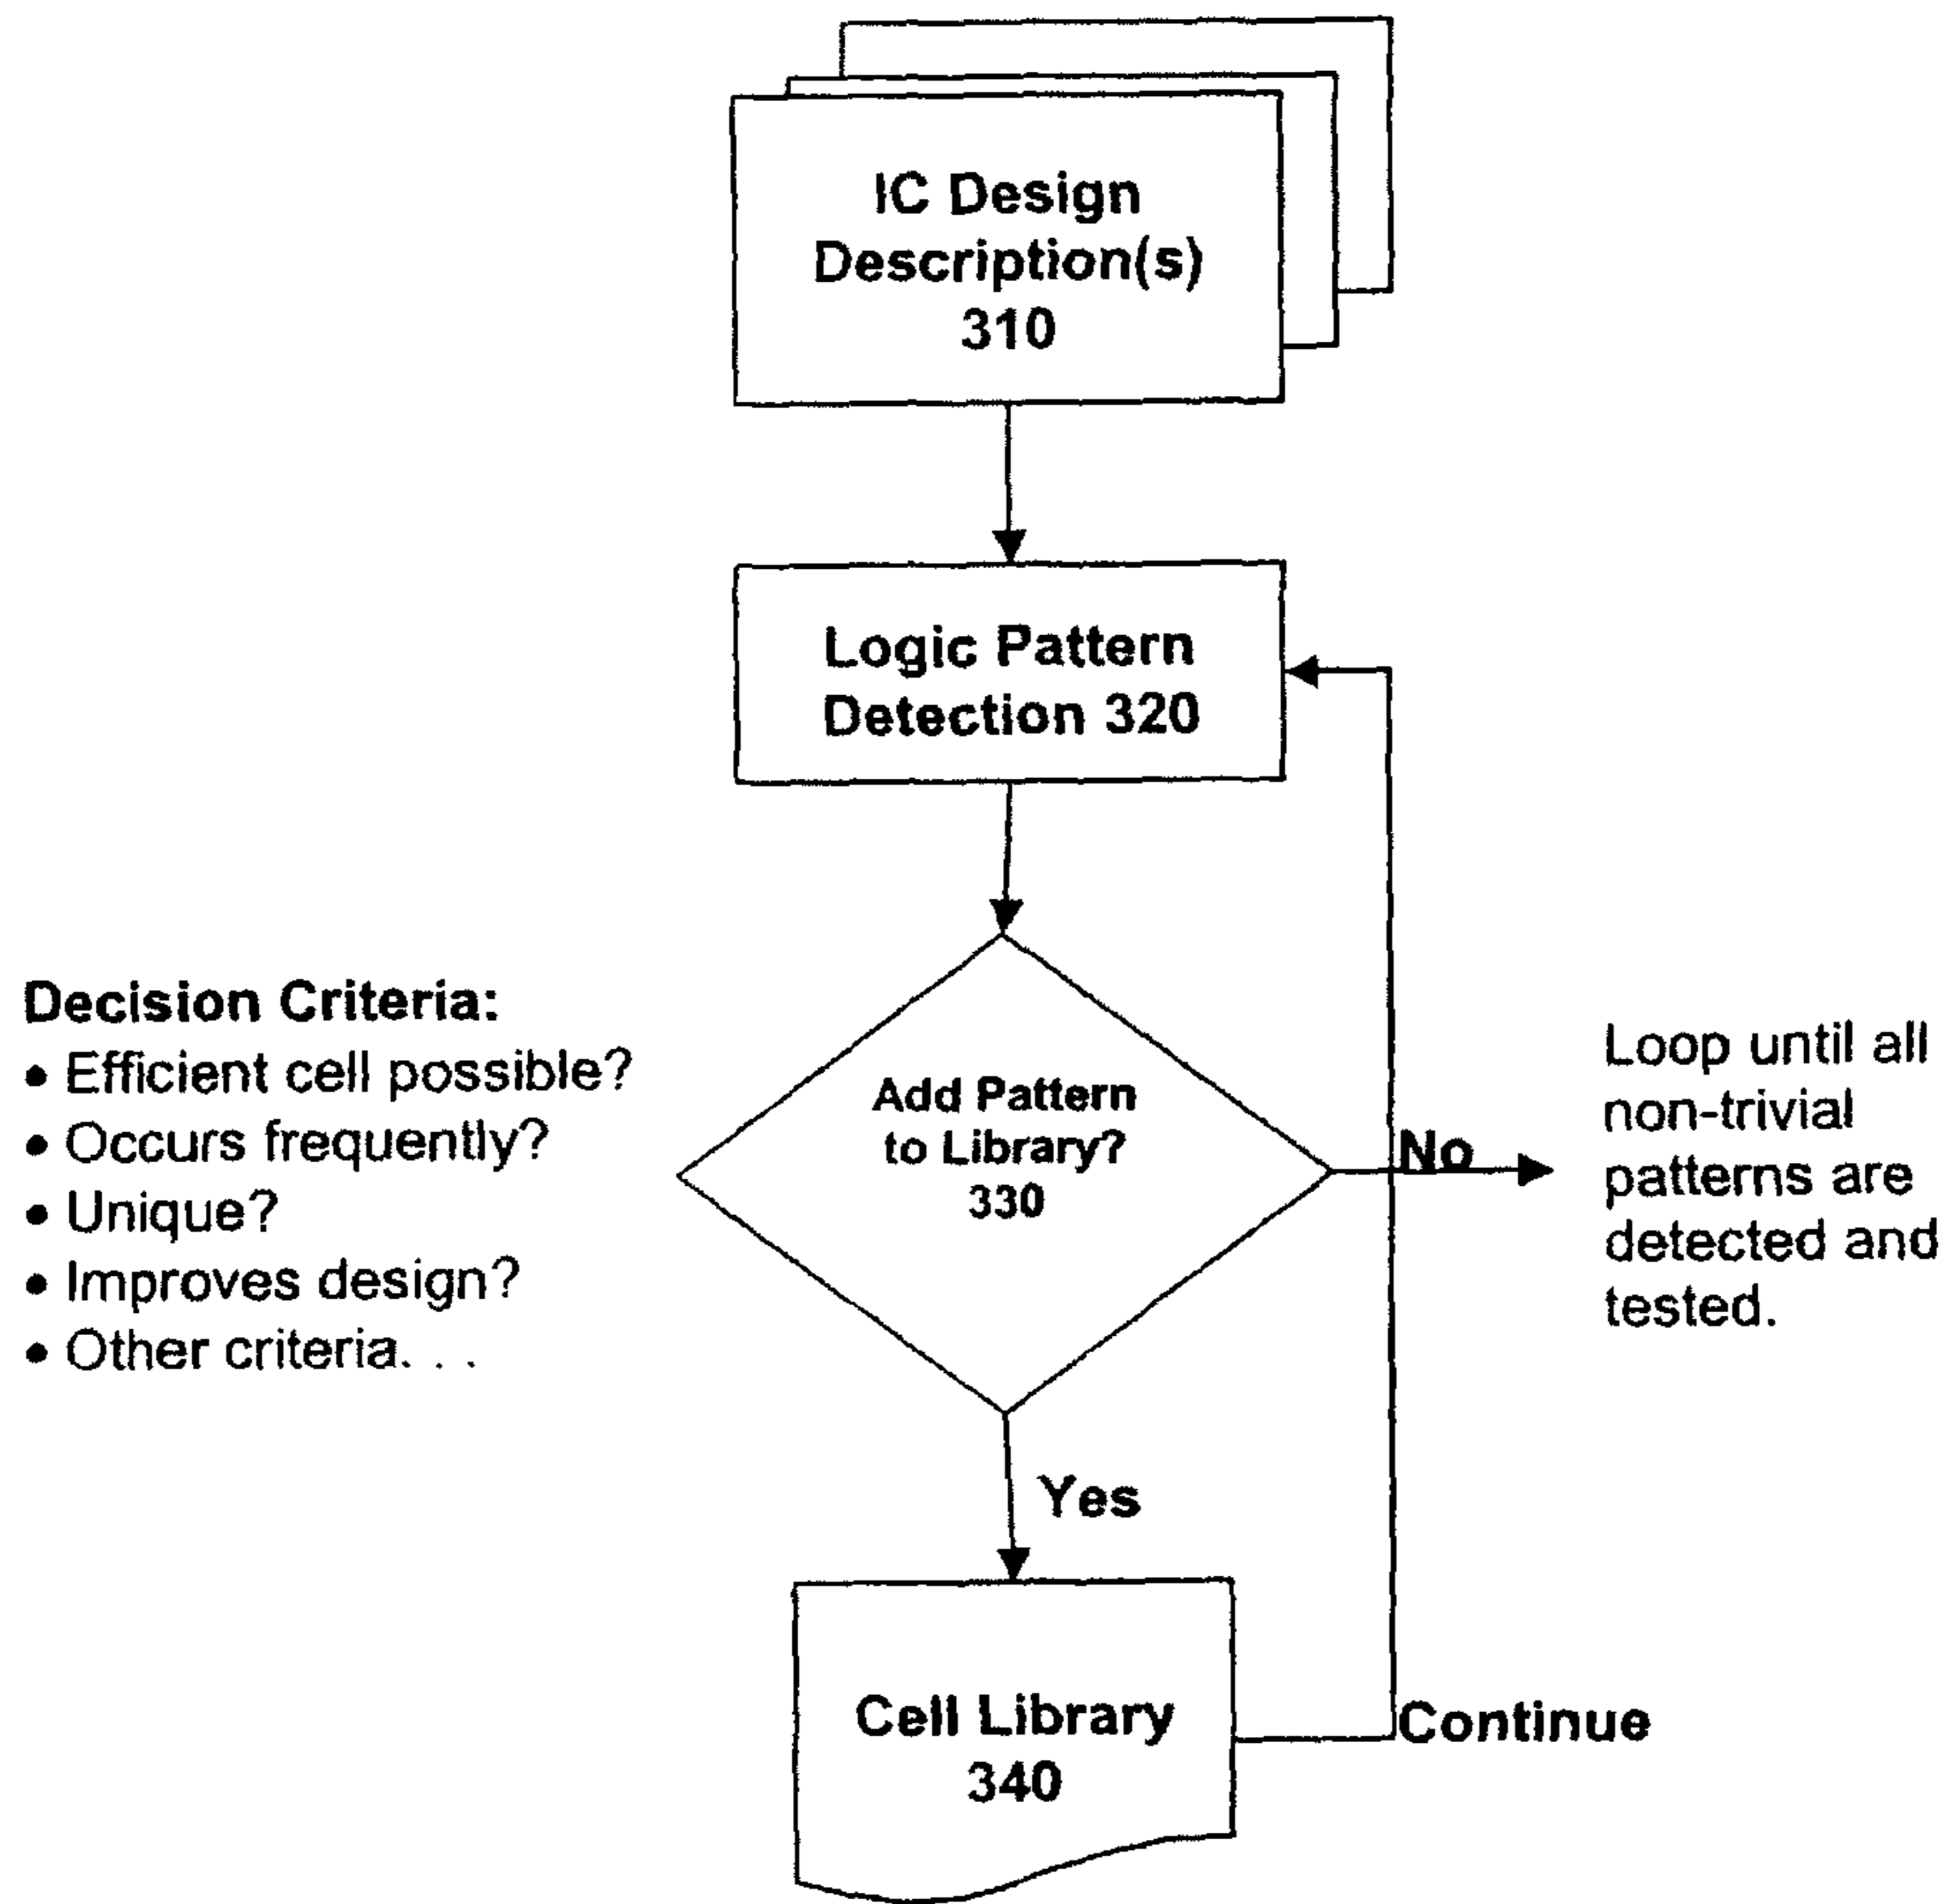 IC Design
Description(s)
310
Logic Pattern
Detection 320
Decision Criteria:
• Efficient cell possible?
• Occurs frequently?
• Unique?
• Improves design?
• Other criteria. . .
Add Pattern
to Library?
330
No
Loop until all
non-trivial
patterns are
detected and
tested.
Yes
Cell Library
340
Continue